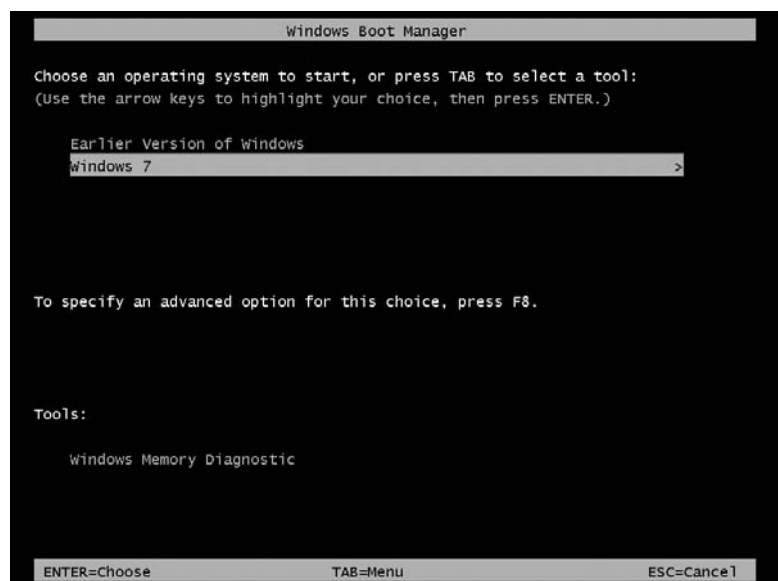 Windows Boot Manager
Choose an operating system to start, or press TAB to select a tool:
(Use the arrow keys to highlight your choice, then press ENTER.)
Earlier Version of Windows
Windows 7 >
To specify an advanced option for this choice, press F8.
Tools:
Windows Memory Diagnostic
ENTER=Choose TAB=Menu ESC=Cancel